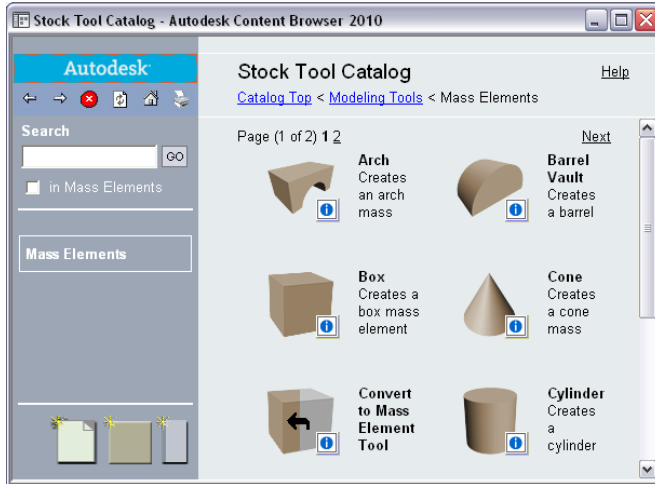 Stock Tool Catalog - Autodesk Content Browser 2010
Autodesk
Search
GO
in Mass Elements
Mass Elements
Stock Tool Catalog
Help
Catalog Top < Modeling Tools < Mass Elements
Page (1 of 2) 1 2
Next
Arch
Creates
an arch
mass
Barrel
Vault
Creates
a barrel
Box
Creates a
box mass
element
Cone
Creates
a cone
mass
Convert
to Mass
Element
Tool
Cylinder
Creates
a
cylinder